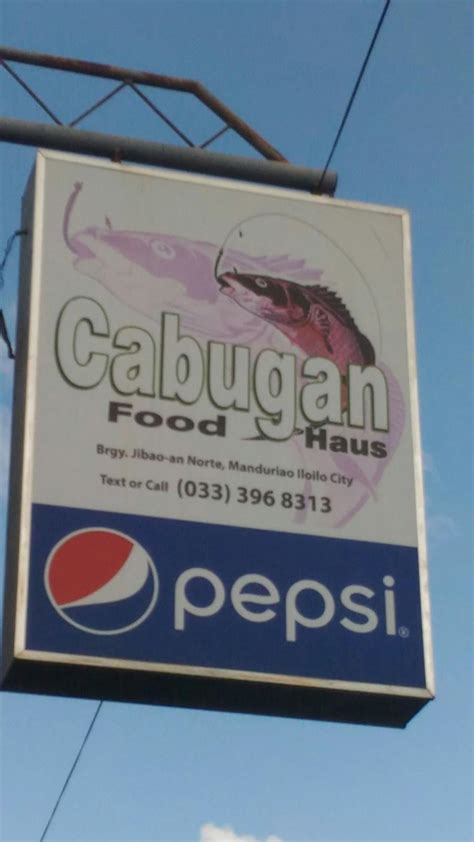 Cabugan
Food Haus
Brgy. Jibao-an Norte, Manduriao Iloilo City
Text or Call (033) 396 8313
pepsi®